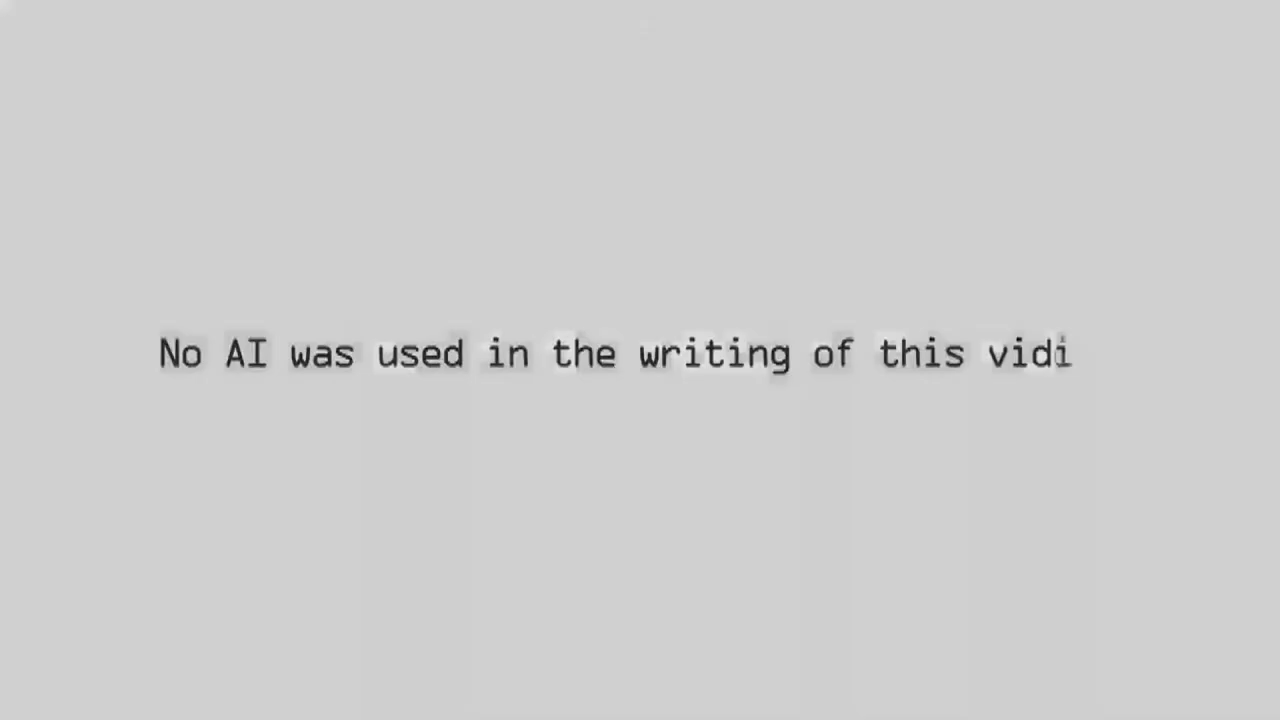 No AI was used in the writing of this vidi